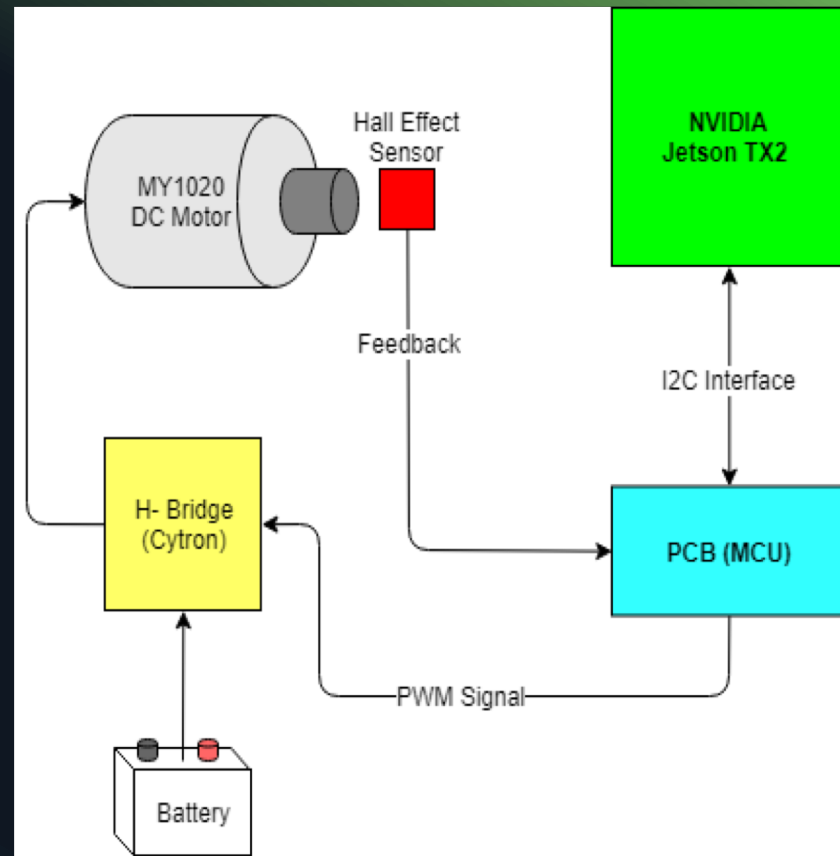 Hall Effect
Sensor
NVIDIA
Jetson TX2
MY1020
DC Motor
Feedback
I2C Interface
H- Bridge
(Cytron)
PCB (MCU)
PWM Signal
Battery